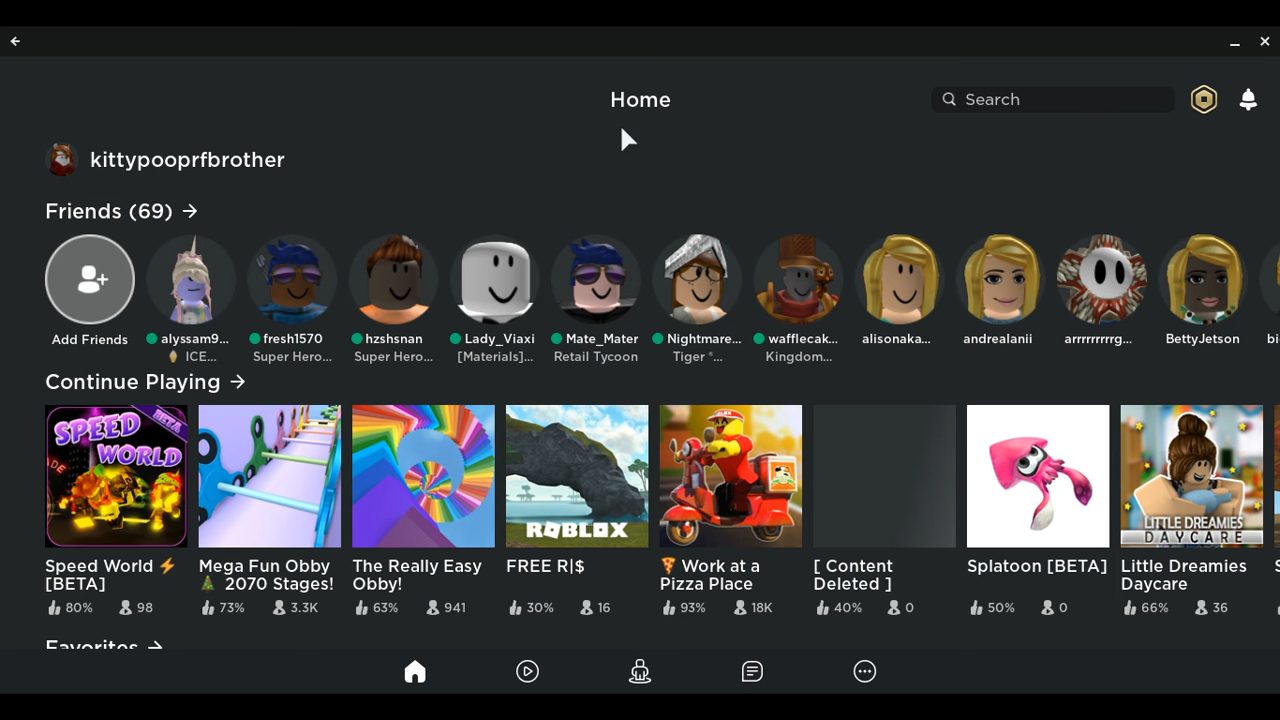 Home
Search
kittypooprfbrother
Friends (69) →
Add Friends
alyssam9...
ICE...
fresh1570
Super Hero...
hzshsnan
Super Hero...
Lady_Viaxi
[Materials]...
Mate_Mater
Retail Tycoon
Nightmare...
Tiger ®...
wafflecak...
Kingdom...
alisonaka...
andrealanii
arrrrrrrrg...
BettyJetson
bi
Continue Playing →
SPEED
WORLD
BETA
ROBLOX
LITTLE DREAMIES
DAYCARE
Speed World ⚡
[BETA]
80% 98
Mega Fun Obby
🎄 2070 Stages!
73% 3.3K
The Really Easy
Obby!
63% 941
FREE R|$
30% 16
🍕 Work at a
Pizza Place
93% 18K
[ Content
Deleted ]
40% 0
Splatoon [BETA]
50% 0
Little Dreamies
Daycare
66% 36
Favorites →